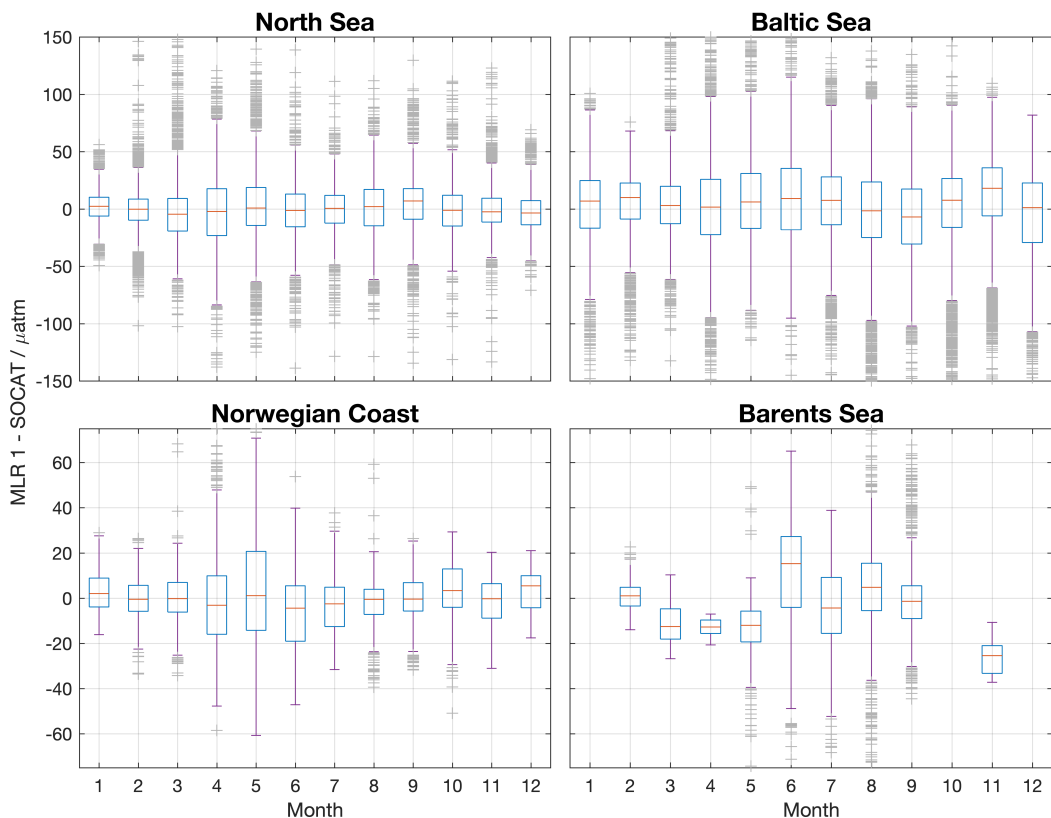 North Sea
Baltic Sea
150
100
50
0
-50
-100
-150
MLR 1 - SOCAT / μatm
Norwegian Coast
Barents Sea
60
40
20
0
-20
-40
-60
1 2 3 4 5 6 7 8 9 10 11 12
1 2 3 4 5 6 7 8 9 10 11 12
Month
Month